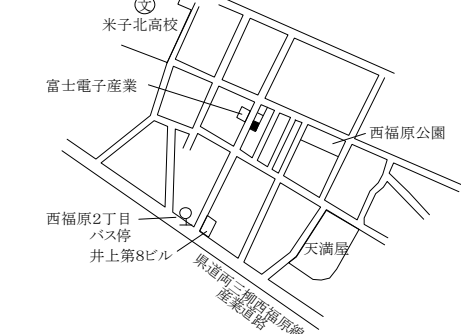 文
米子北高校
富士電子産業
西福原公園
西福原2丁目
バス停
井上第8ビル
天満屋
県道両三柳西福原線
産業道路